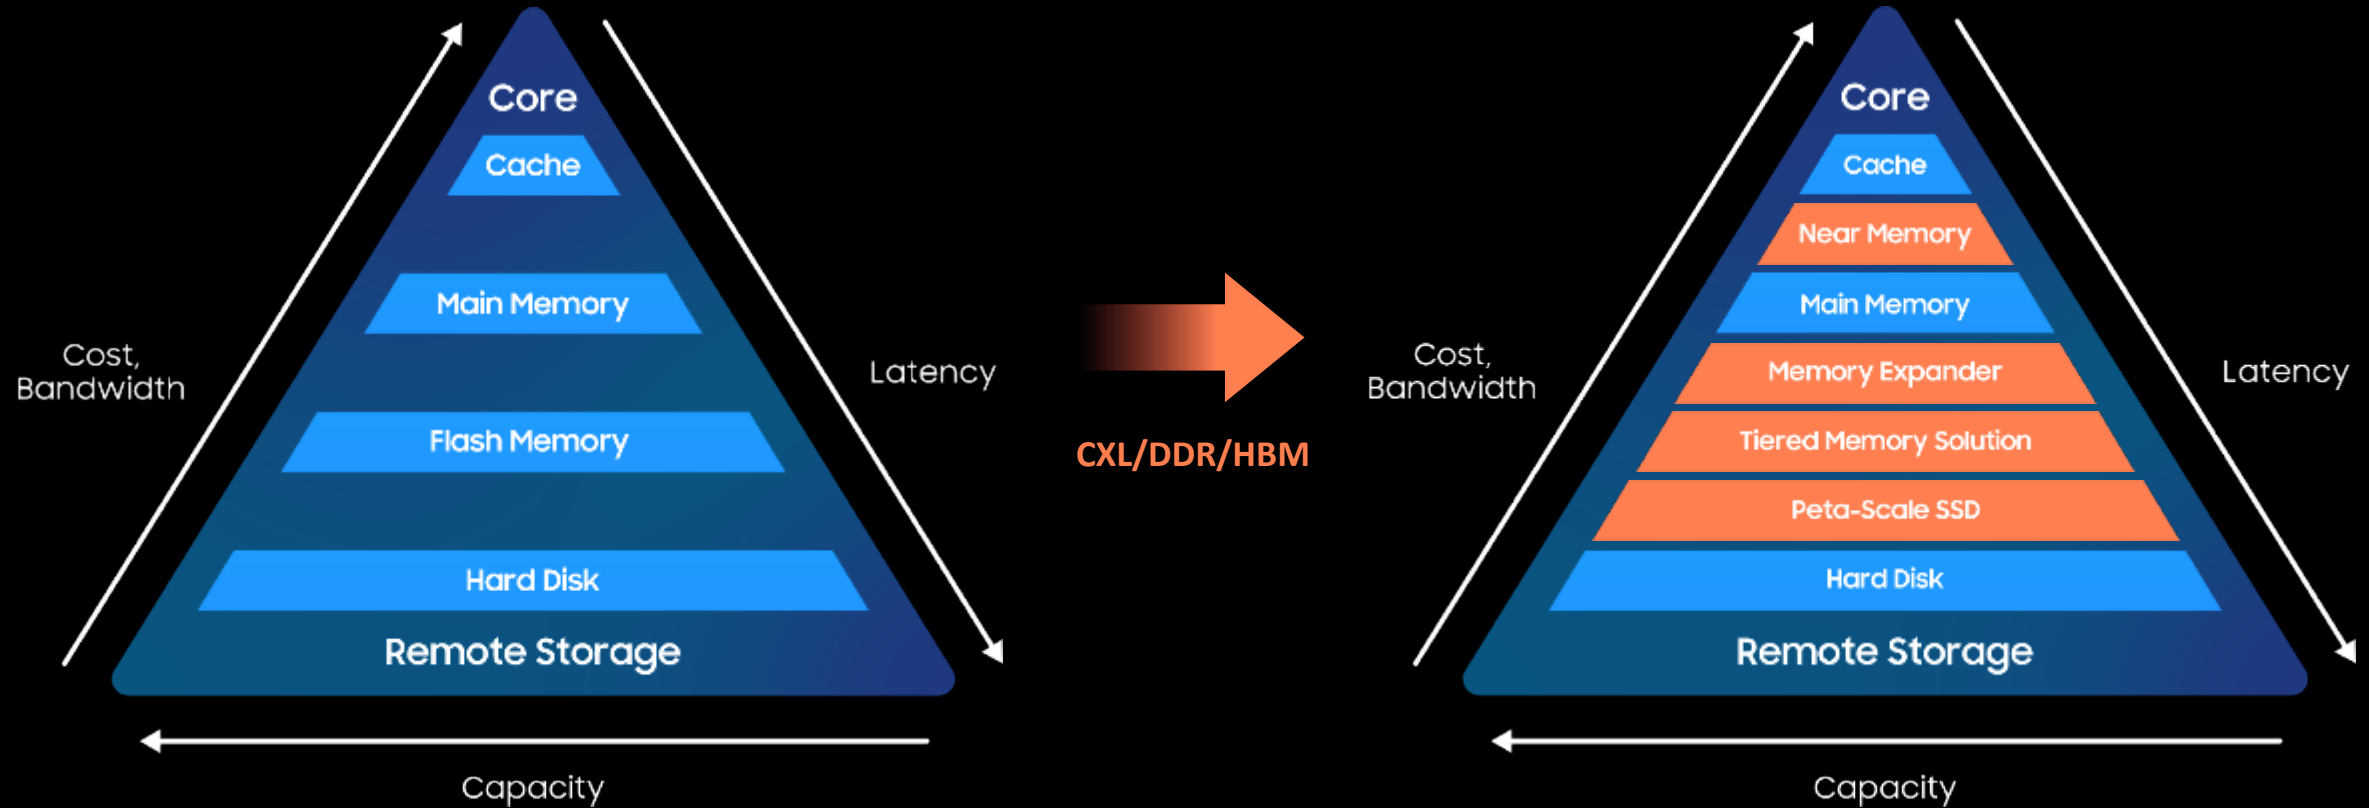 Core
Cache
Main Memory
Flash Memory
Hard Disk
Remote Storage
Cost,
Bandwidth
Latency
Capacity
CXL/DDR/HBM
Core
Cache
Near Memory
Main Memory
Memory Expander
Tiered Memory Solution
Peta-Scale SSD
Hard Disk
Remote Storage
Cost,
Bandwidth
Latency
Capacity